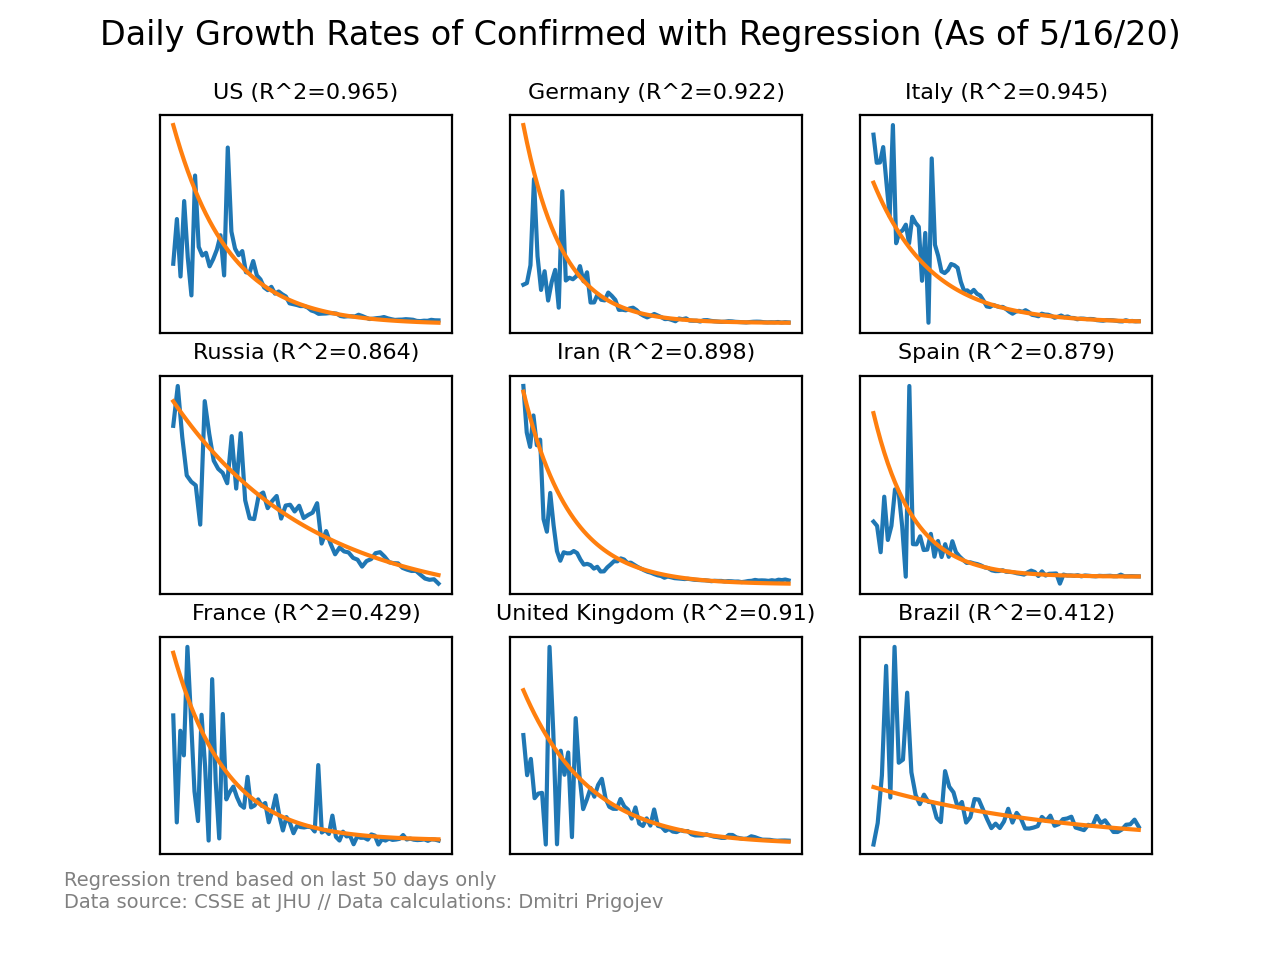 Daily Growth Rates of Confirmed with Regression (As of 5/16/20)
US (R^2=0.965)
Germany (R^2=0.922)
Italy (R^2=0.945)
Russia (R^2=0.864)
Iran (R^2=0.898)
Spain (R^2=0.879)
France (R^2=0.429)
United Kingdom (R^2=0.91)
Brazil (R^2=0.412)
Regression trend based on last 50 days only
Data source: CSSE at JHU // Data calculations: Dmitri Prigojev